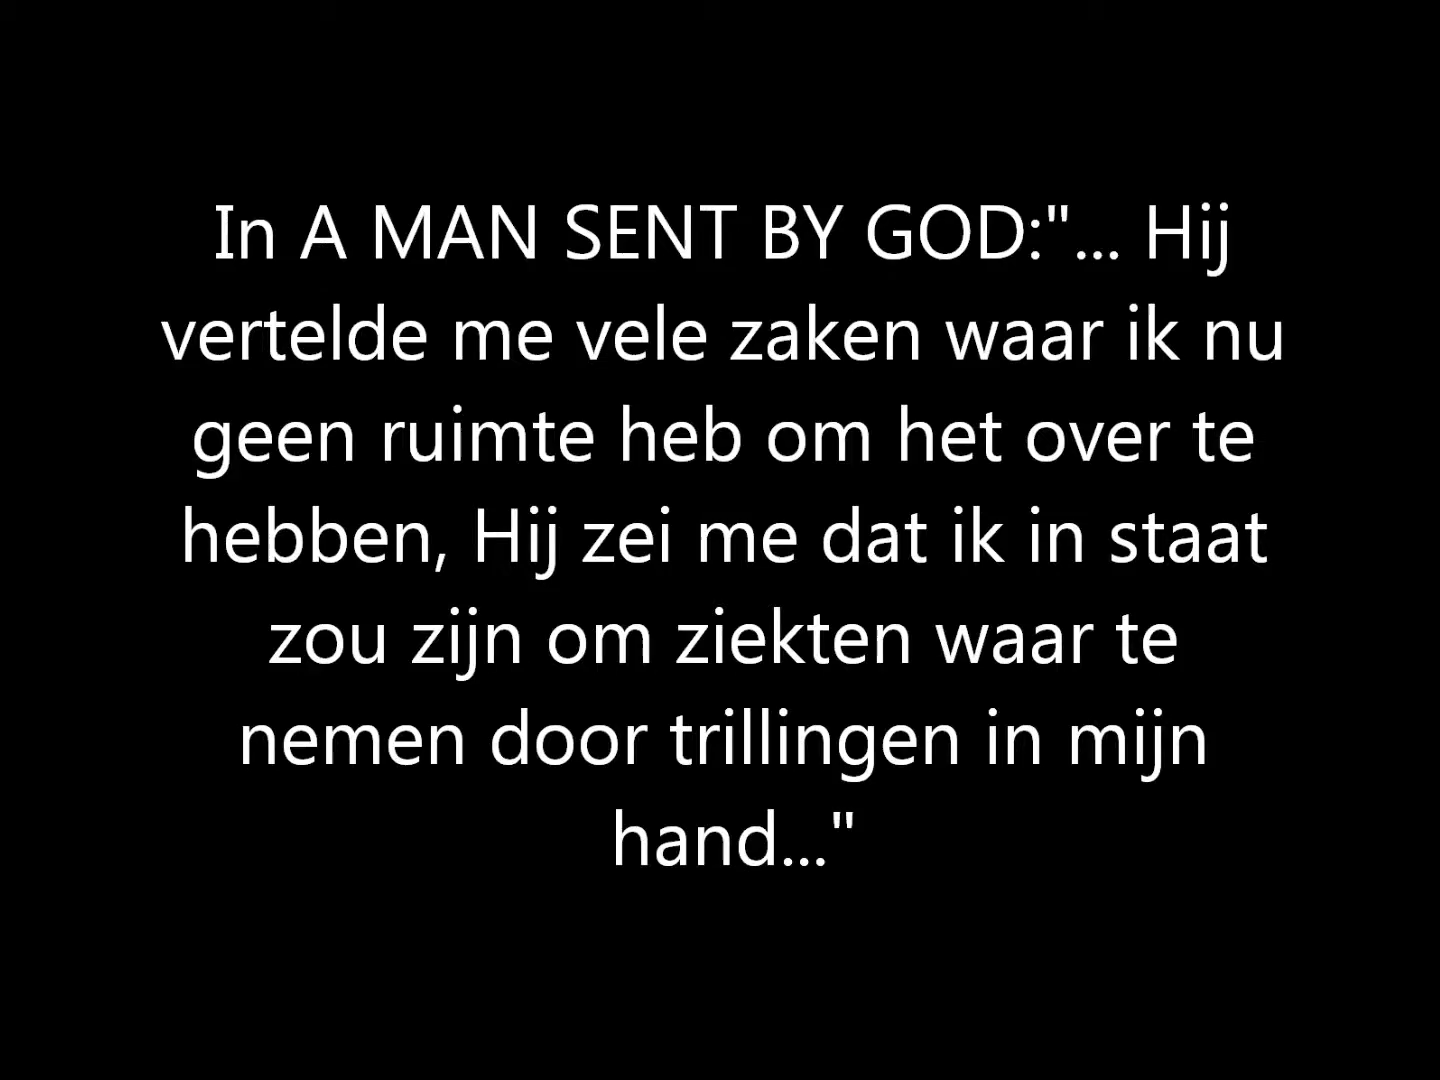 In A MAN SENT BY GOD:"... Hij
vertelde me vele zaken waar ik nu
geen ruimte heb om het over te
hebben, Hij zei me dat ik in staat
zou zijn om ziekten waar te
nemen door trillingen in mijn
hand..."